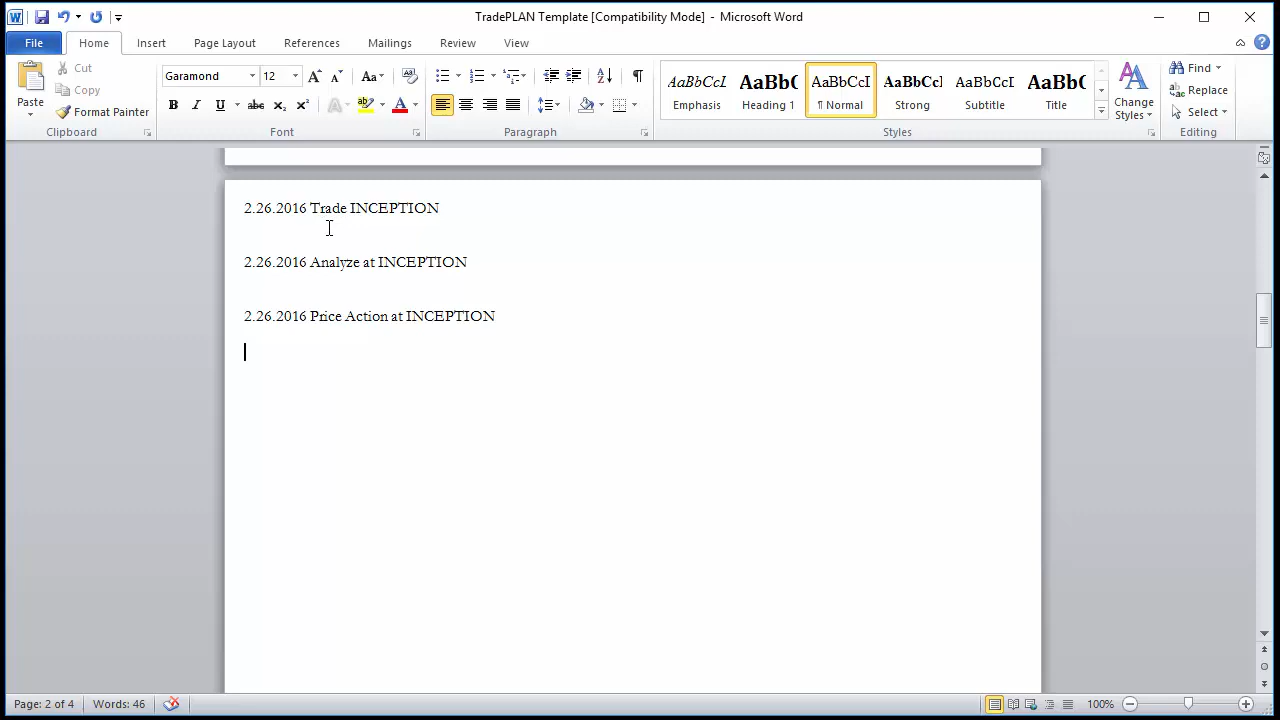 TradePLAN Template [Compatibility Mode] - Microsoft Word
File Home Insert Page Layout References Mailings Review View
Paste
Cut
Copy
Format Painter
Clipboard
Garamond 12
Font
Paragraph
AaBbCcI AaBb( AaBbCcI AaBbCcl AaBbCcI AaBb(
Emphasis Heading 1 ¶ Normal Strong Subtitle Title
Change Styles
Styles
Find
Replace
Select
Editing
2.26.2016 Trade INCEPTION
2.26.2016 Analyze at INCEPTION
2.26.2016 Price Action at INCEPTION
Page: 2 of 4 Words: 46 100%